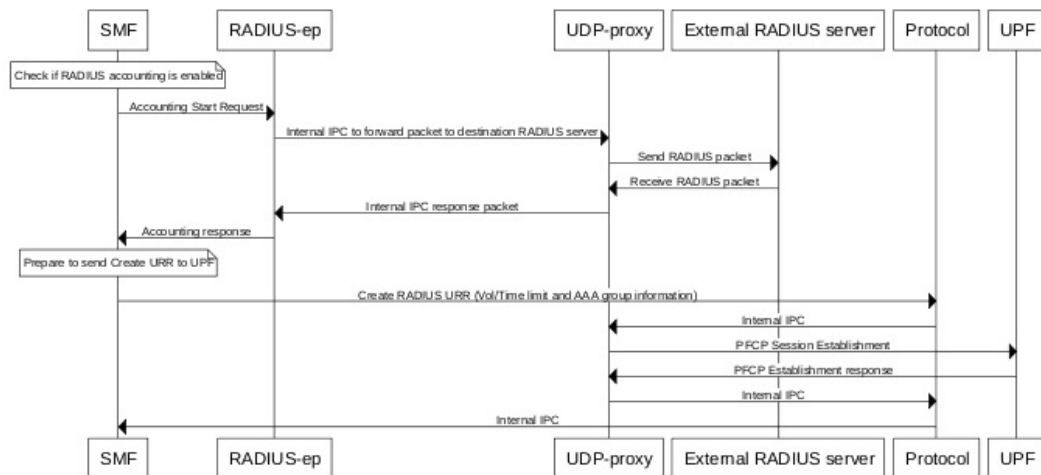 SMF RADIUS-ep UDP-proxy External RADIUS server Protocol UPF
Check if RADIUS accounting is enabled
Accounting Start Request
Internal IPC to forward packet to destination RADIUS server
Send RADIUS packet
Receive RADIUS packet
Internal IPC response packet
Accounting response
Prepare to send Create URR to UPF
Create RADIUS URR (Vol/Time limit and AAA group information)
Internal IPC
PFCP Session Establishment
PFCP Establishment response
Internal IPC
Internal IPC
SMF RADIUS-ep UDP-proxy External RADIUS server Protocol UPF